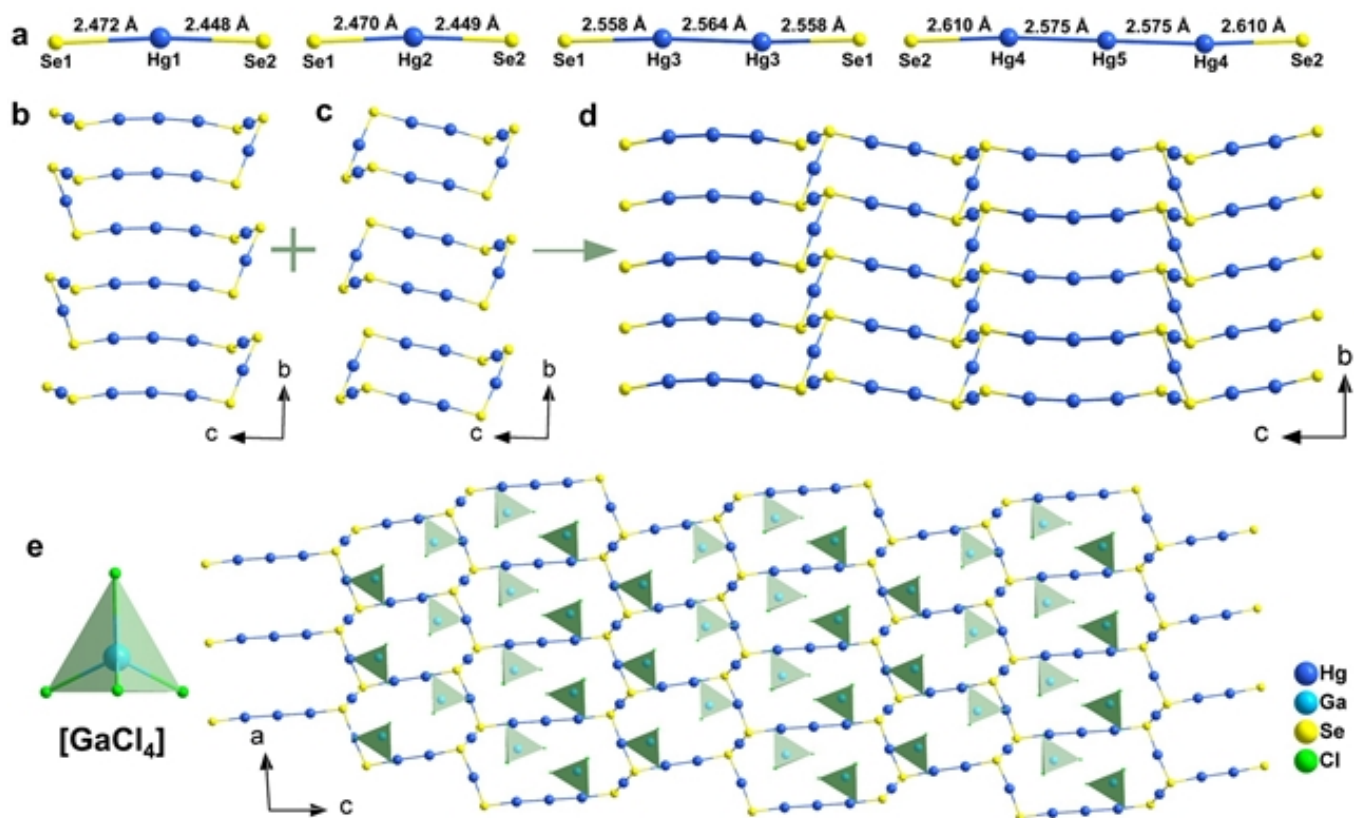 a 2.472 Å 2.448 Å 2.470 Å 2.449 Å 2.558 Å 2.564 Å 2.558 Å 2.610 Å 2.575 Å 2.575 Å 2.610 Å
Se1 Hg1 Se2 Se1 Hg2 Se2 Se1 Hg3 Hg3 Se1 Se2 Hg4 Hg5 Hg4 Se2
b c d
b b b
c c c
e
[GaCl₄]
a
c
Hg
Ga
Se
Cl